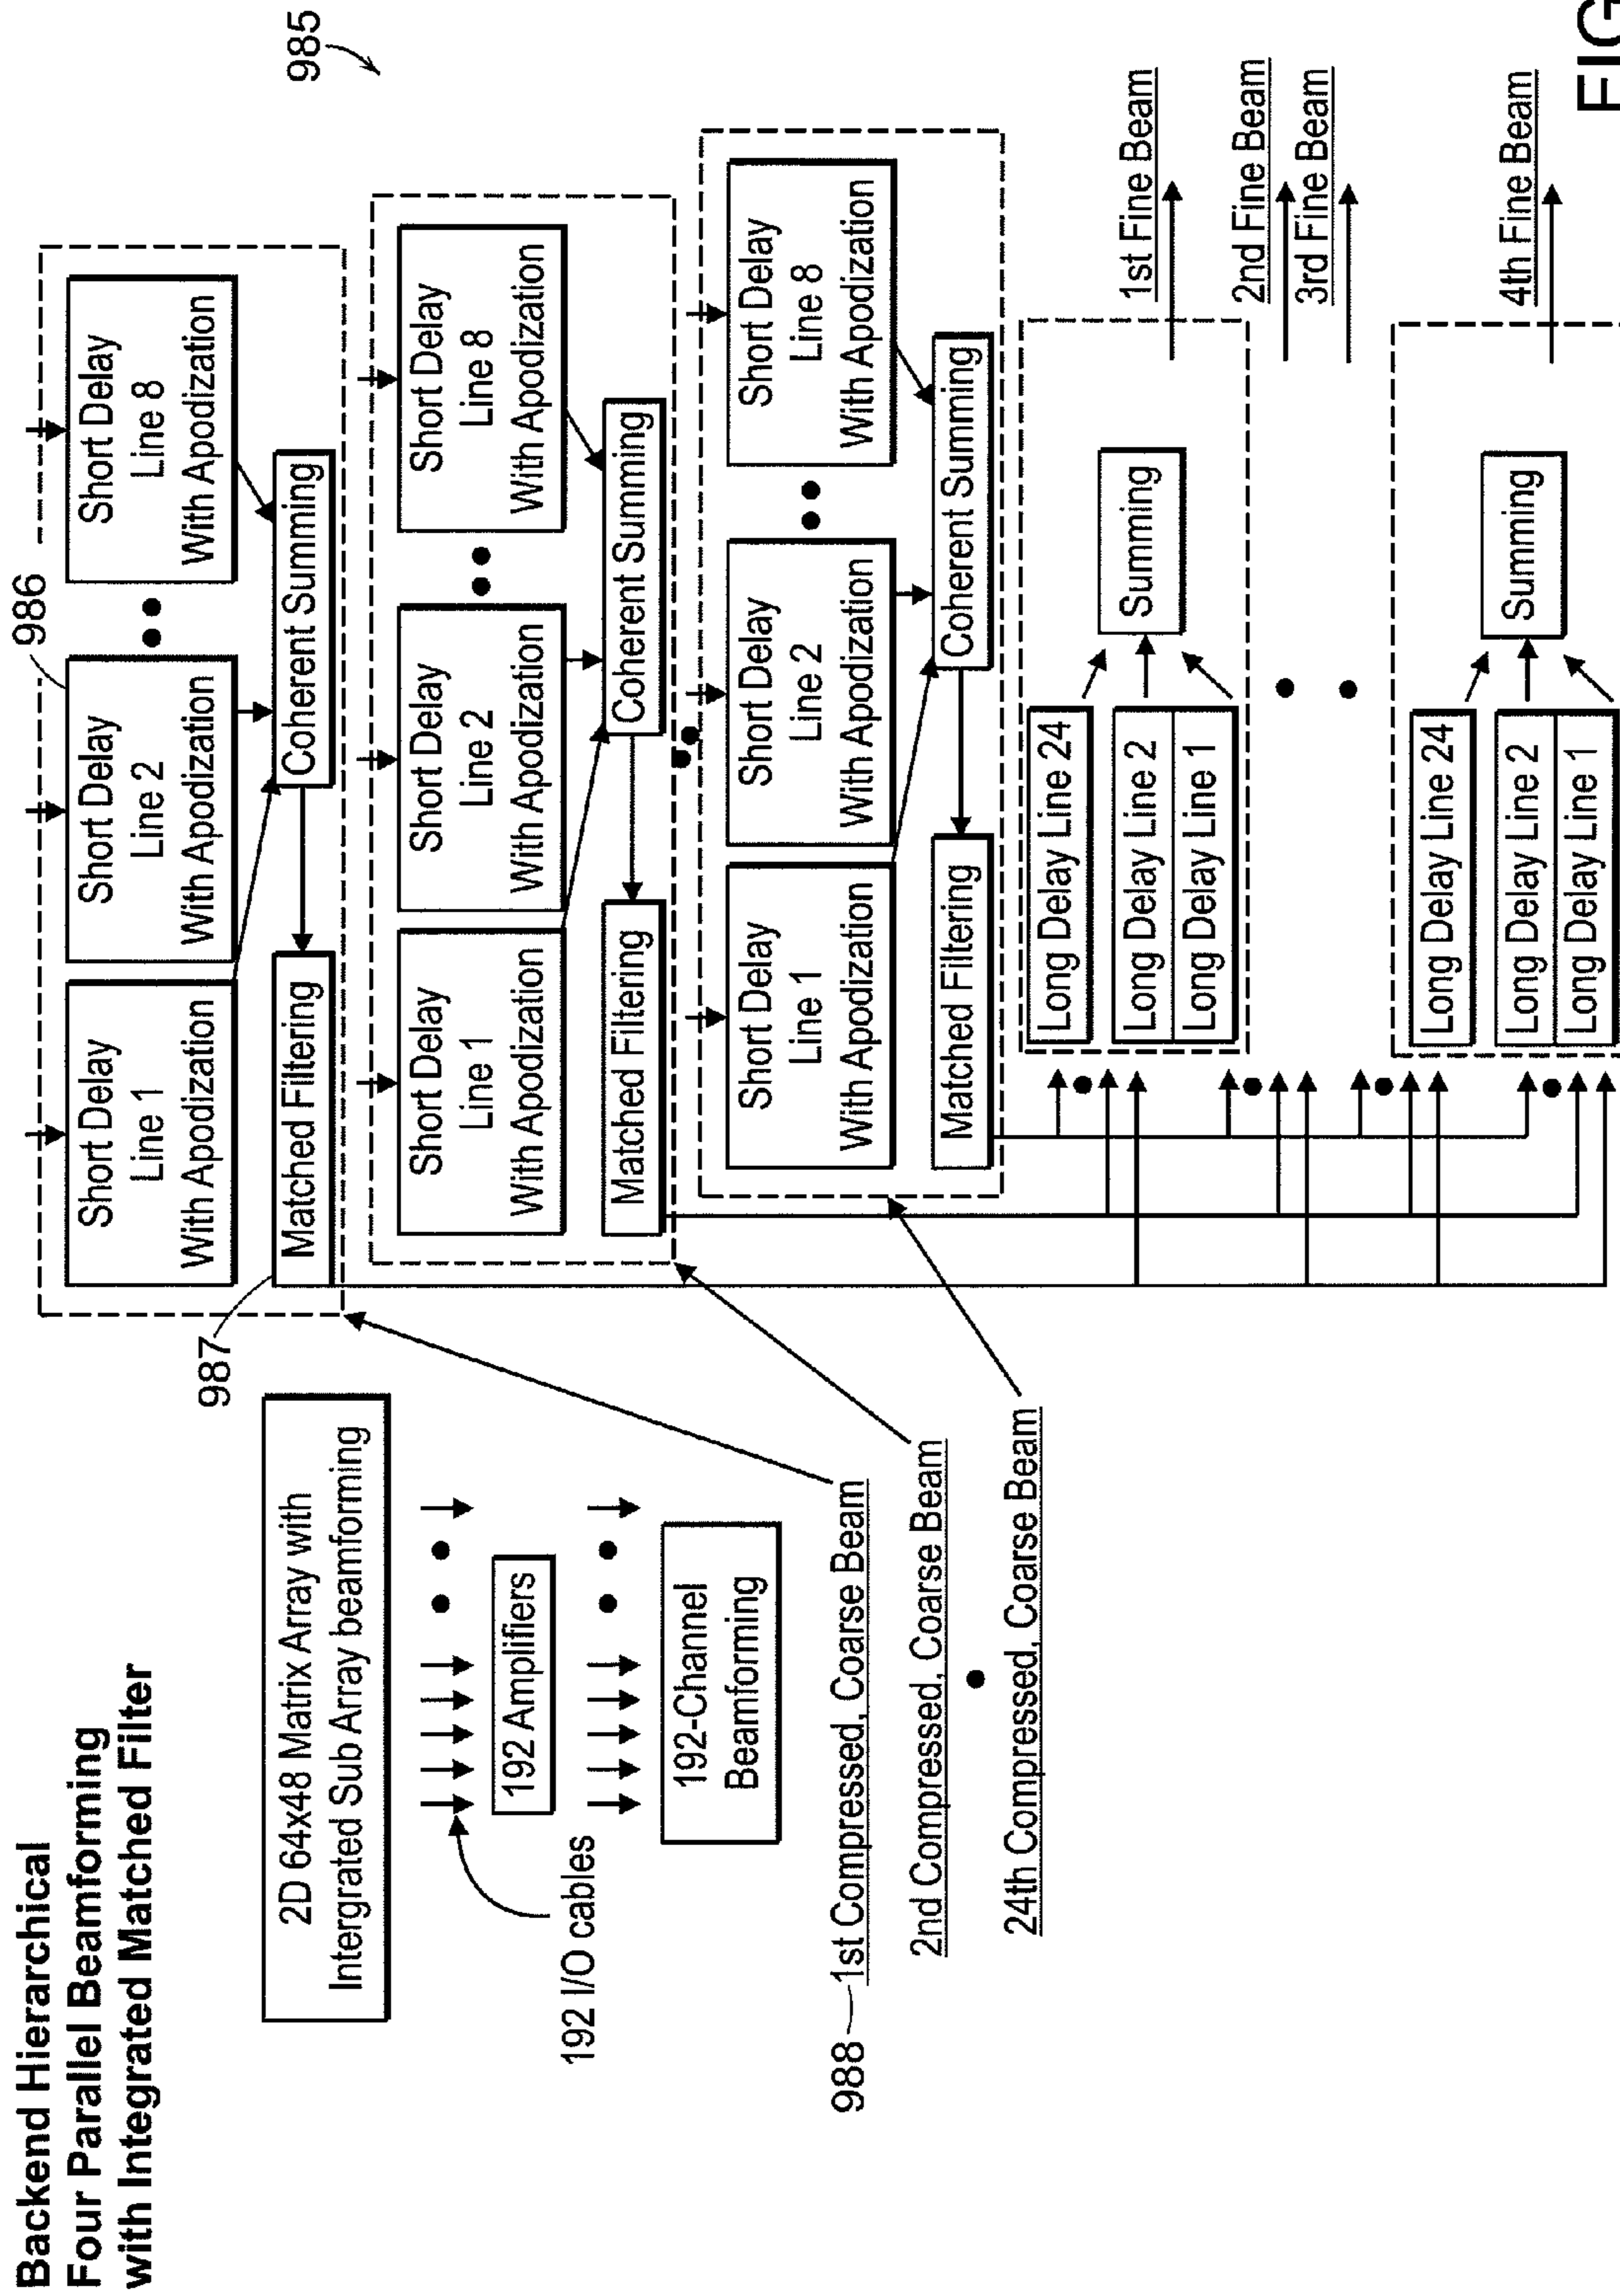 Backend Hierarchical
Four Parallel Beamforming
with Integrated Matched Filter
2D 64x48 Matrix Array with
Intergrated Sub Array beamforming
192 I/O cables
192 Amplifiers
192-Channel
Beamforming
988
1st Compressed, Coarse Beam
2nd Compressed, Coarse Beam
24th Compressed, Coarse Beam
985
986
987
Short Delay
Line 1
With Apodization
Short Delay
Line 2
With Apodization
Short Delay
Line 8
With Apodization
Matched Filtering
Coherent Summing
Short Delay
Line 1
With Apodization
Short Delay
Line 2
With Apodization
Short Delay
Line 8
With Apodization
Matched Filtering
Coherent Summing
Short Delay
Line 1
With Apodization
Short Delay
Line 2
With Apodization
Short Delay
Line 8
With Apodization
Matched Filtering
Coherent Summing
Long Delay Line 24
Long Delay Line 2
Long Delay Line 1
Summing
1st Fine Beam
2nd Fine Beam
3rd Fine Beam
Long Delay Line 24
Long Delay Line 2
Long Delay Line 1
Summing
4th Fine Beam